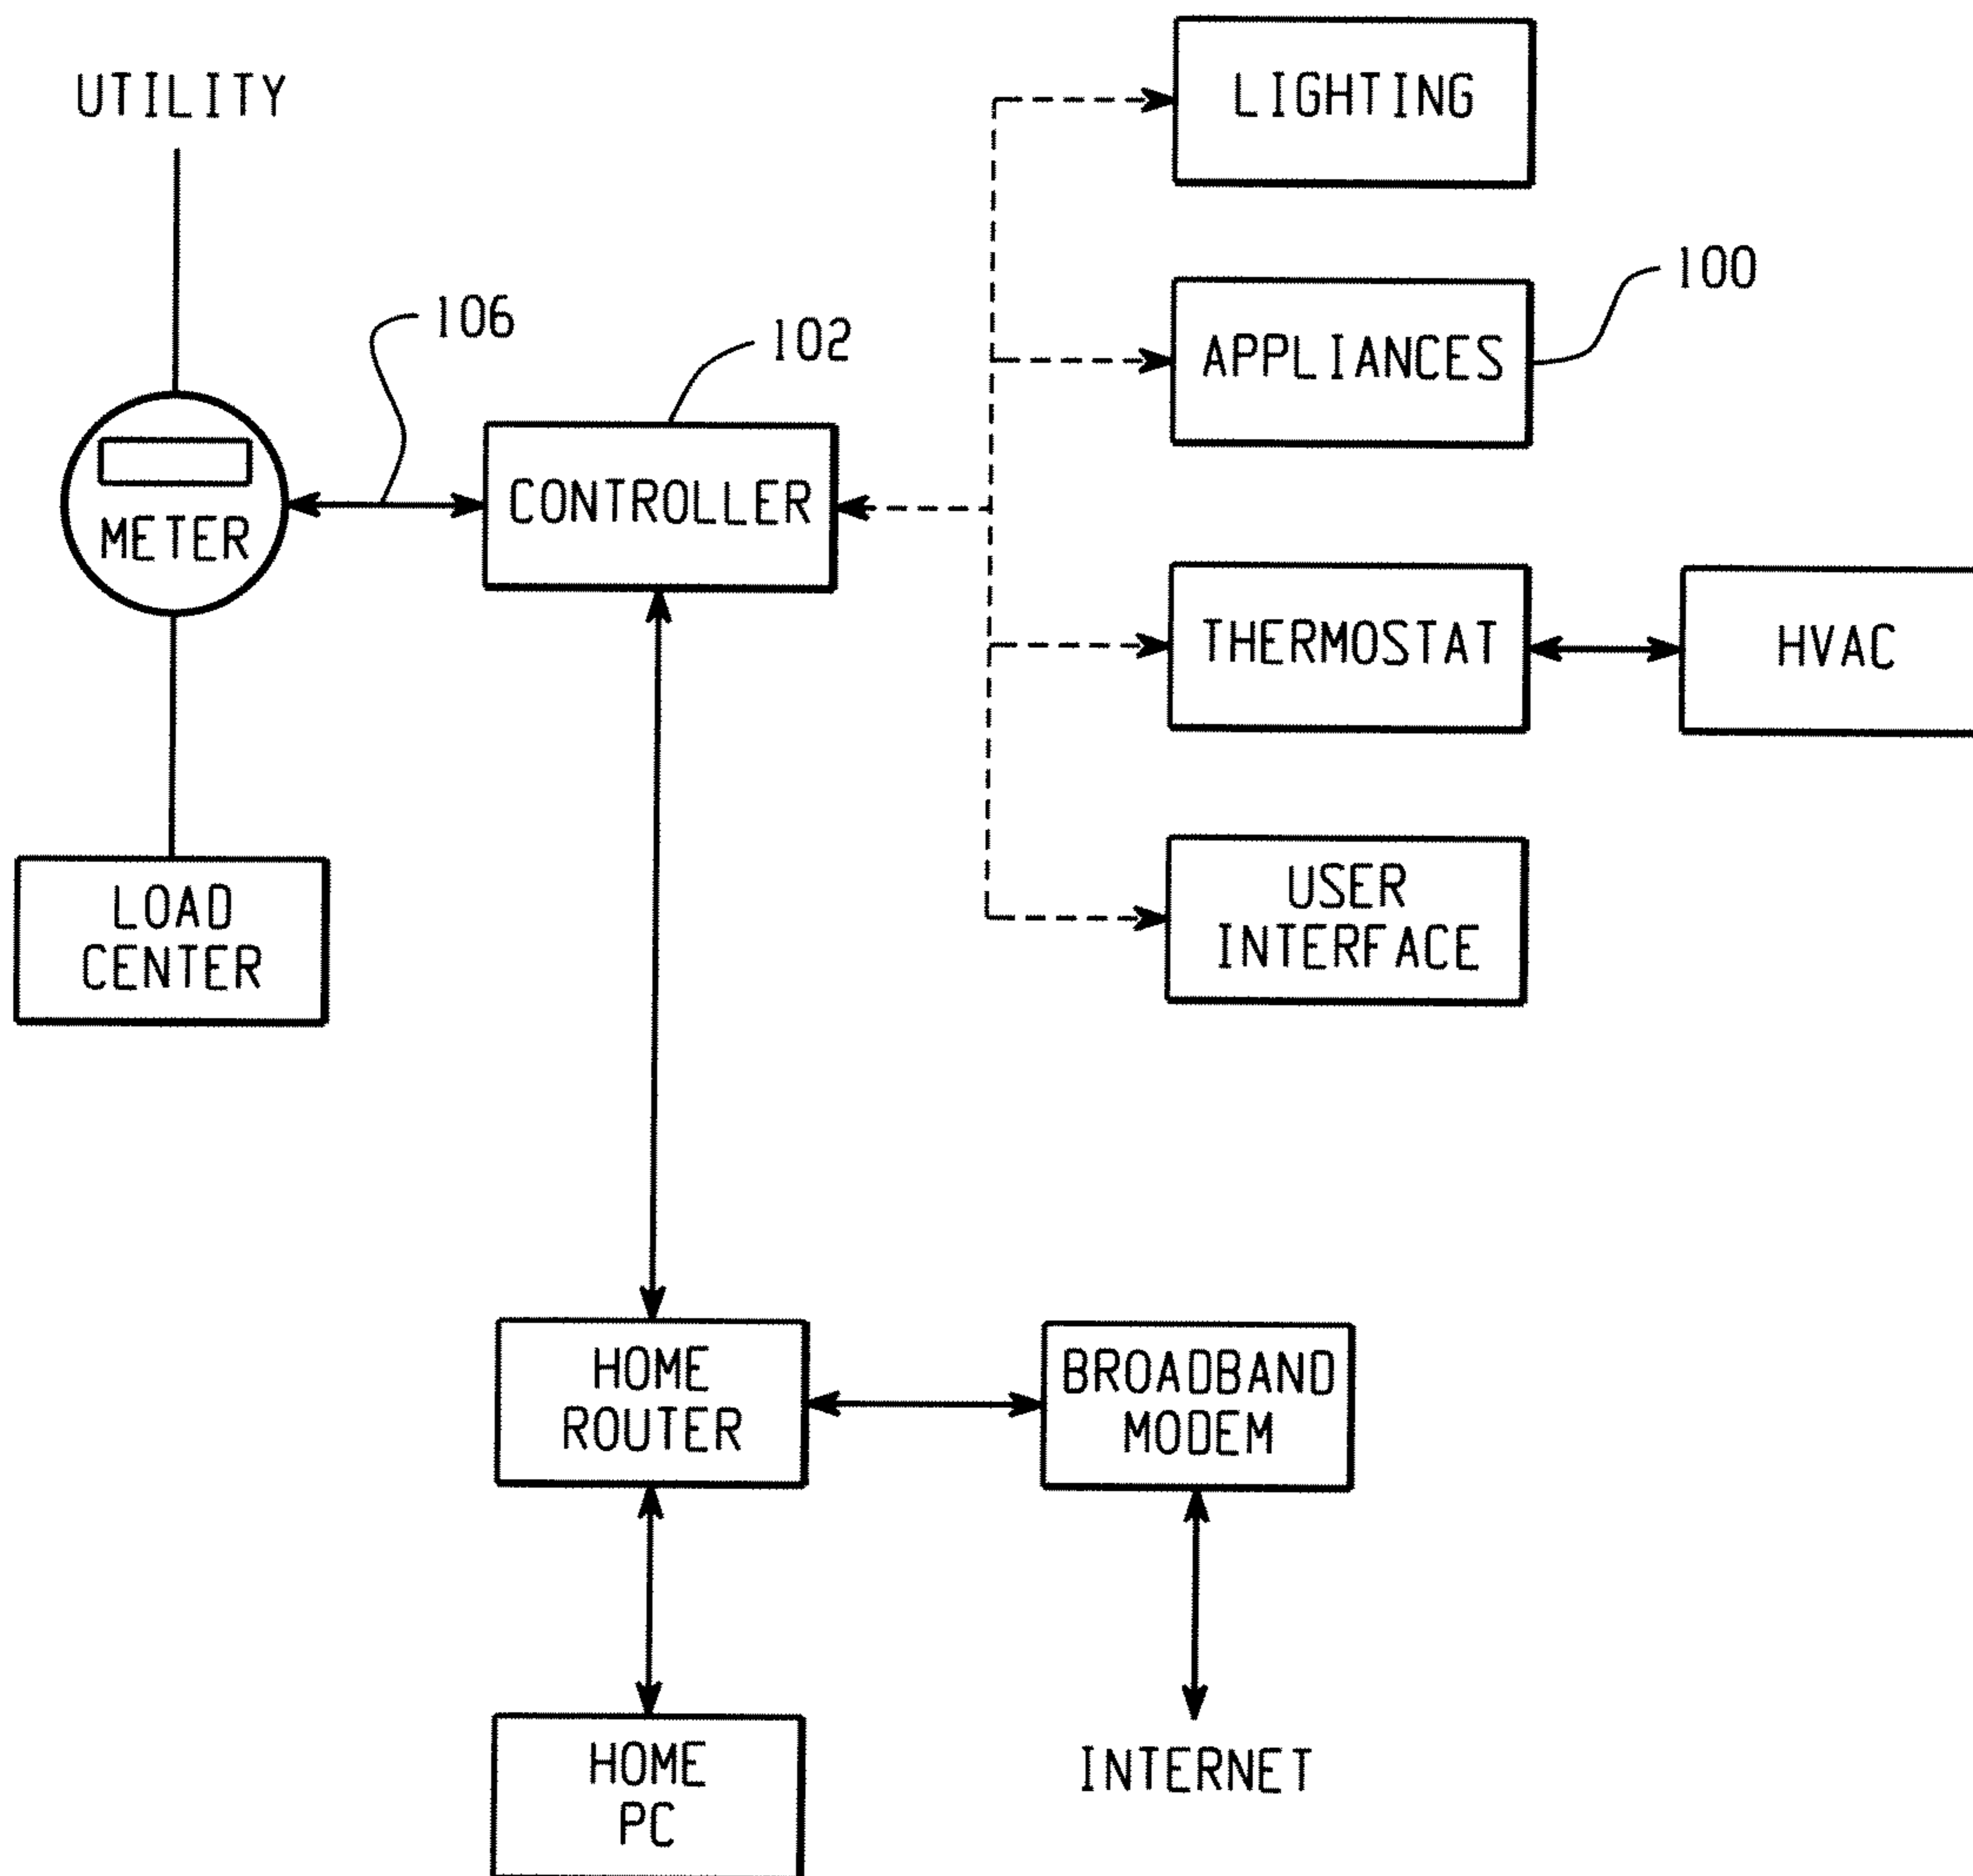 UTILITY
LIGHTING
100
106
102
APPLIANCES
CONTROLLER
METER
THERMOSTAT
HVAC
LOAD
CENTER
USER
INTERFACE
HOME
ROUTER
BROADBAND
MODEM
HOME
PC
INTERNET